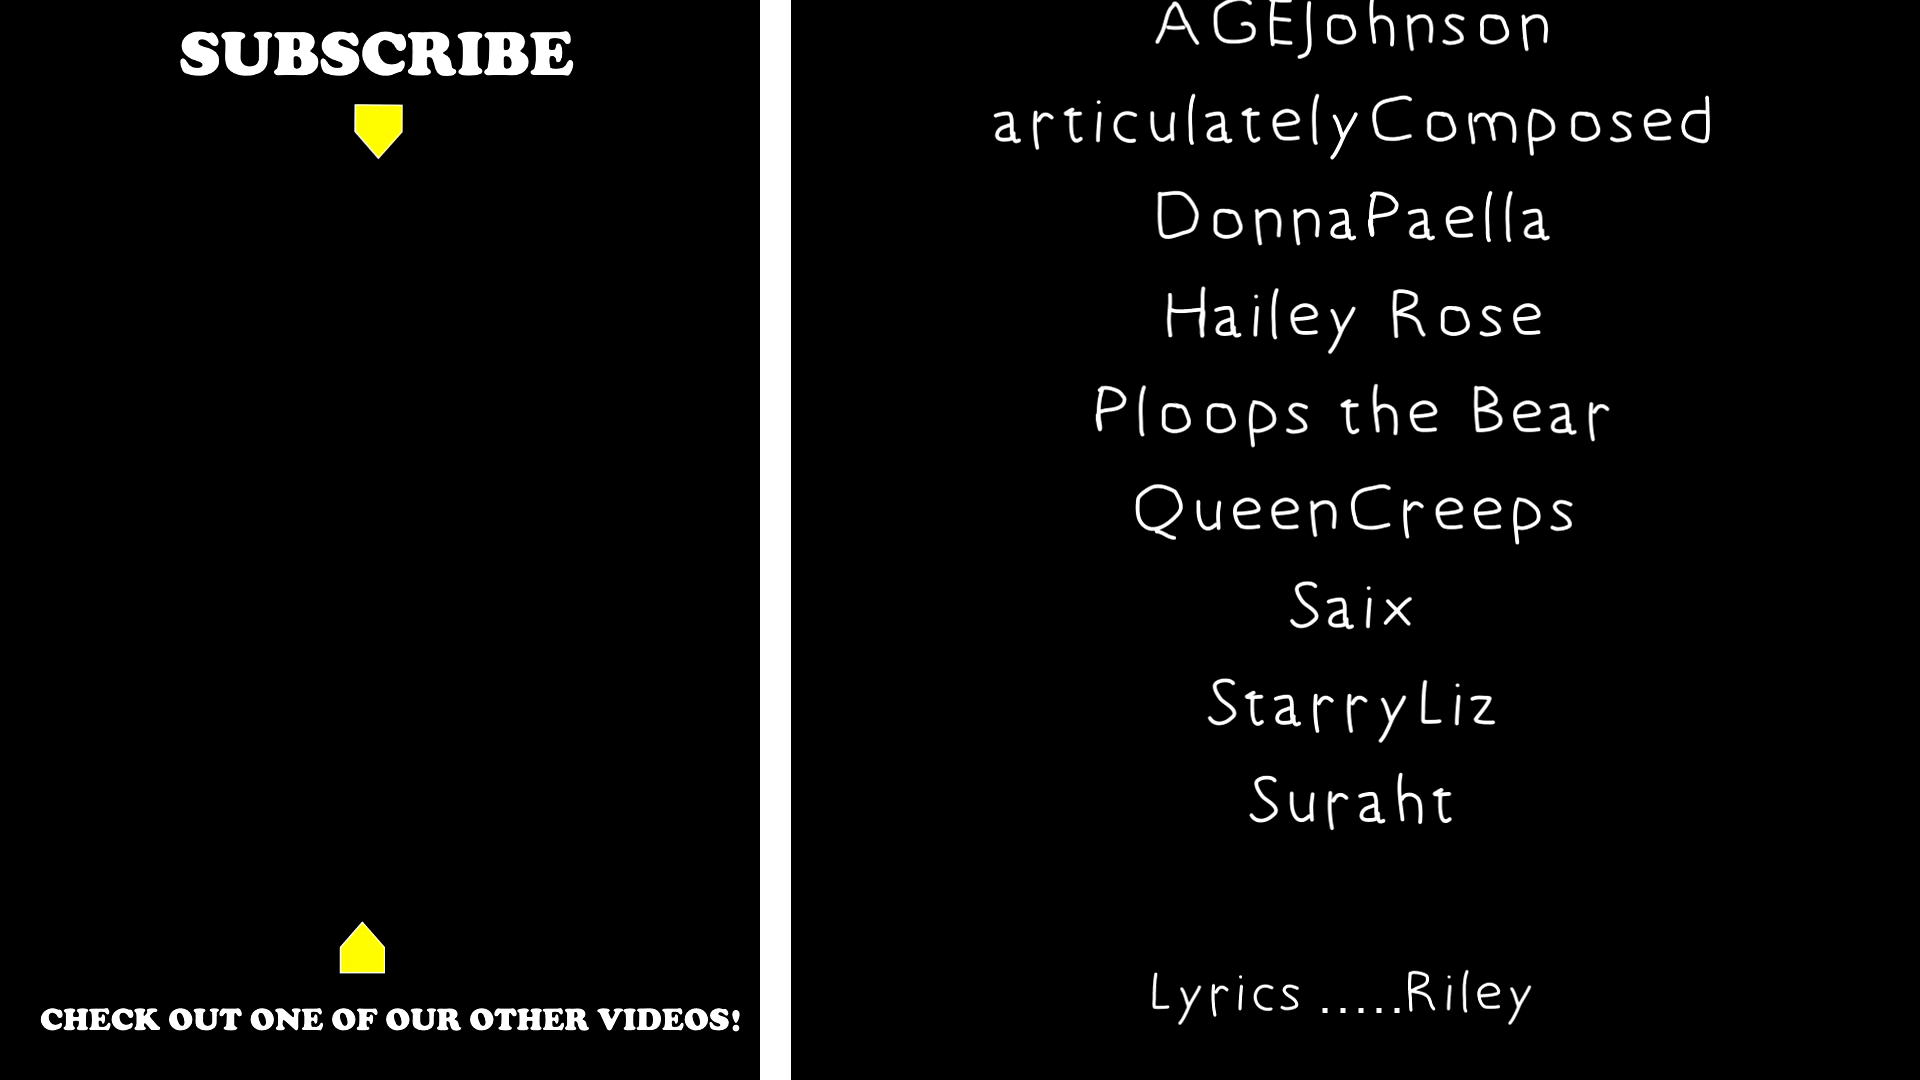 SUBSCRIBE
CHECK OUT ONE OF OUR OTHER VIDEOS!
AGEJohnson
articulatelyComposed
DonnaPaella
Hailey Rose
Ploops the Bear
QueenCreeps
Saix
StarryLiz
Suraht
Lyrics .....Riley